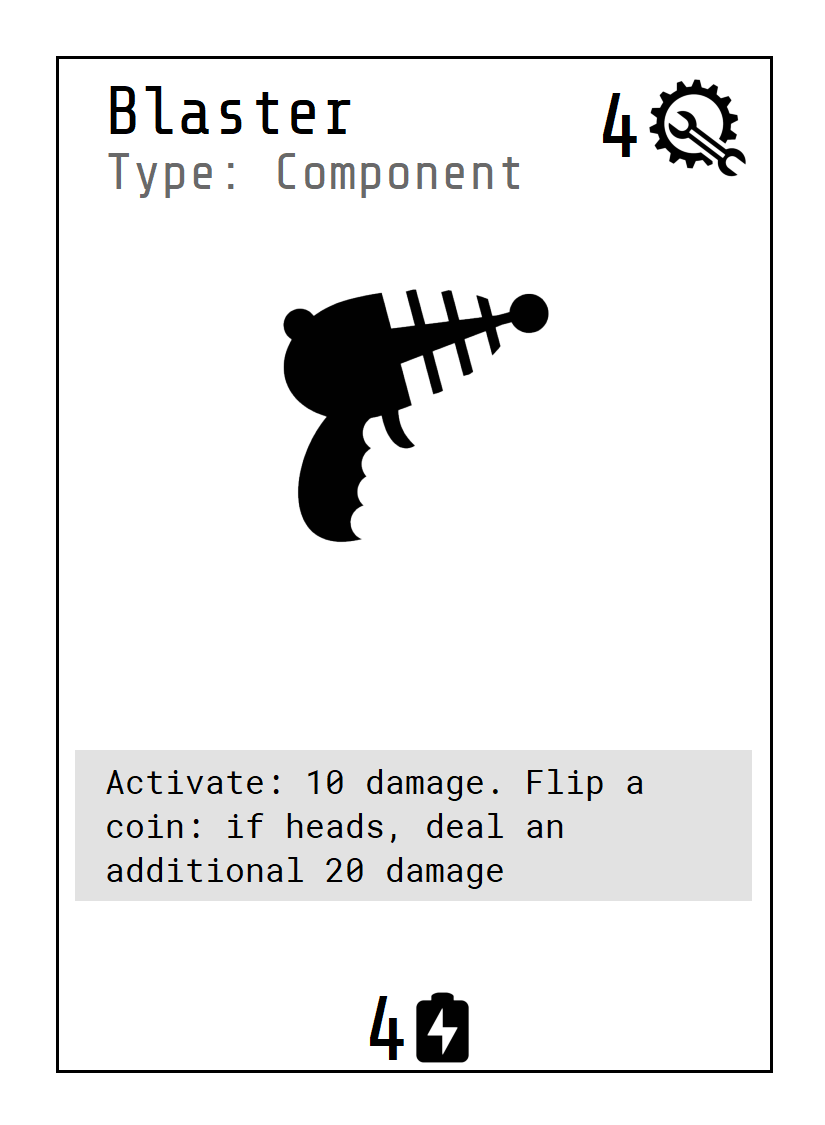 Blaster
4
Type: Component
Activate: 10 damage. Flip a
coin: if heads, deal an
additional 20 damage
4